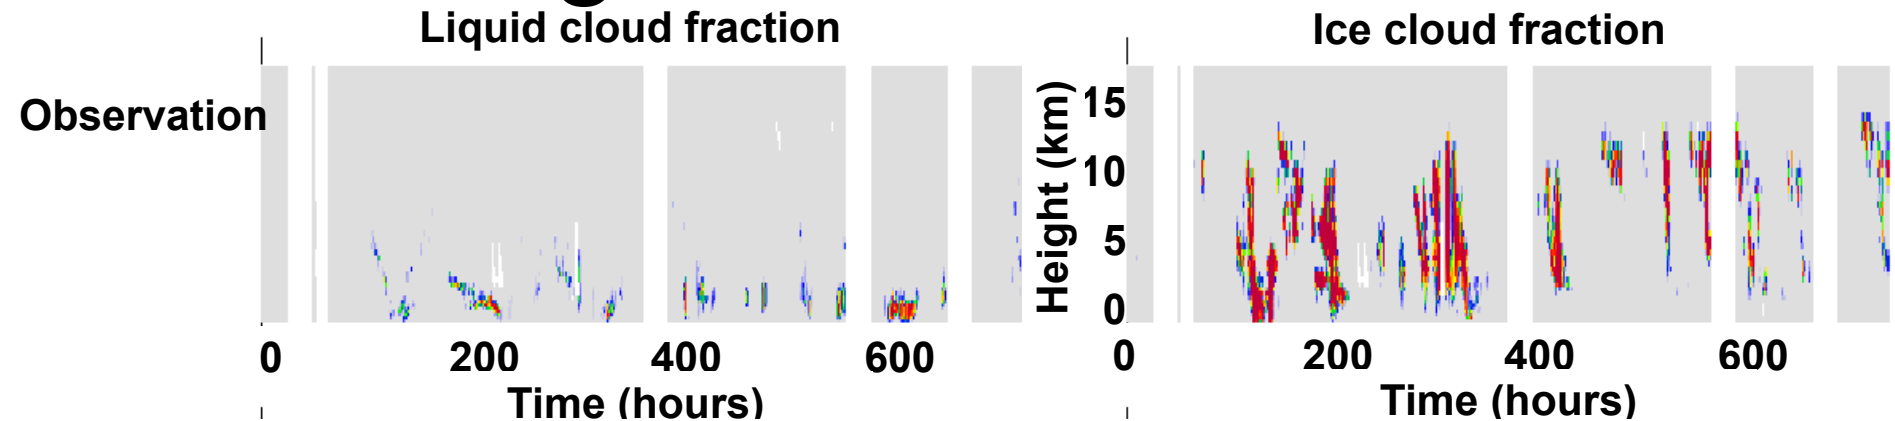 Liquid cloud fraction
Ice cloud fraction
Observation
Height (km)
15
10
5
0
0 200 400 600
0 200 400 600
Time (hours)
Time (hours)